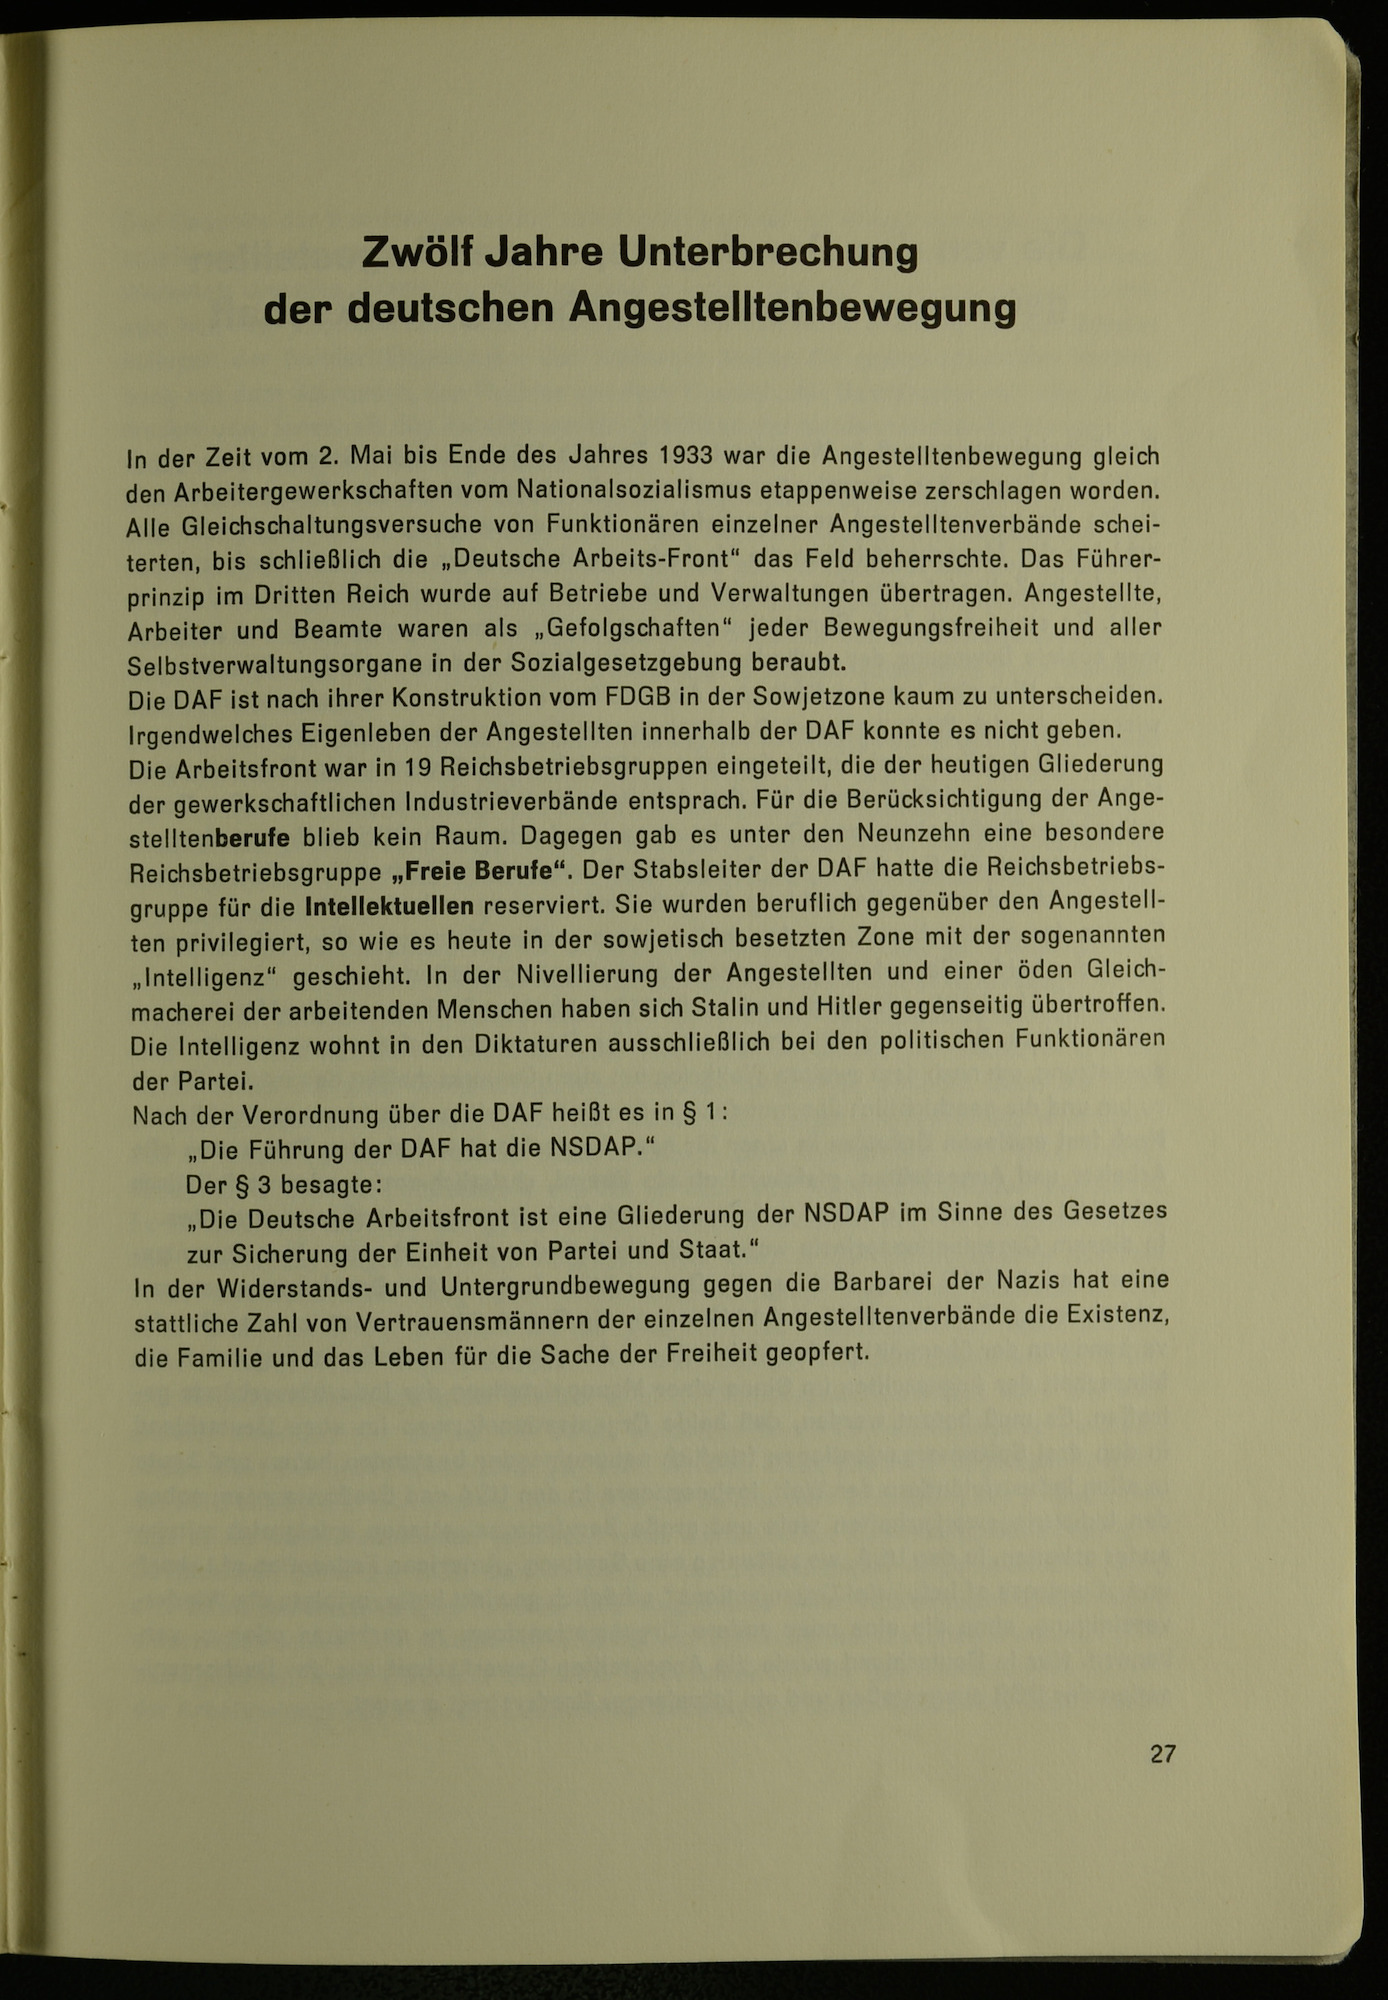 Zwölf Jahre Unterbrechung
der deutschen Angestelltenbewegung
In der Zeit vom 2. Mai bis Ende des Jahres 1933 war die Angestelltenbewegung gleich
den Arbeitergewerkschaften vom Nationalsozialismus etappenweise zerschlagen worden.
Alle Gleichschaltungsversuche von Funktionären einzelner Angestelltenverbände schei-
terten, bis schließlich die „Deutsche Arbeits-Front“ das Feld beherrschte. Das Führer-
prinzip im Dritten Reich wurde auf Betriebe und Verwaltungen übertragen. Angestellte,
Arbeiter und Beamte waren als „Gefolgschaften“ jeder Bewegungsfreiheit und aller
Selbstverwaltungsorgane in der Sozialgesetzgebung beraubt.
Die DAF ist nach ihrer Konstruktion vom FDGB in der Sowjetzone kaum zu unterscheiden.
Irgendwelches Eigenleben der Angestellten innerhalb der DAF konnte es nicht geben.
Die Arbeitsfront war in 19 Reichsbetriebsgruppen eingeteilt, die der heutigen Gliederung
der gewerkschaftlichen Industrieverbände entsprach. Für die Berücksichtigung der Ange-
stelltenberufe blieb kein Raum. Dagegen gab es unter den Neunzehn eine besondere
Reichsbetriebsgruppe „Freie Berufe“. Der Stabsleiter der DAF hatte die Reichsbetriebs-
gruppe für die Intellektuellen reserviert. Sie wurden beruflich gegenüber den Angestell-
ten privilegiert, so wie es heute in der sowjetisch besetzten Zone mit der sogenannten
„Intelligenz“ geschieht. In der Nivellierung der Angestellten und einer öden Gleich-
macherei der arbeitenden Menschen haben sich Stalin und Hitler gegenseitig übertroffen.
Die Intelligenz wohnt in den Diktaturen ausschließlich bei den politischen Funktionären
der Partei.
Nach der Verordnung über die DAF heißt es in § 1:
„Die Führung der DAF hat die NSDAP.“
Der § 3 besagte:
„Die Deutsche Arbeitsfront ist eine Gliederung der NSDAP im Sinne des Gesetzes
zur Sicherung der Einheit von Partei und Staat.“
In der Widerstands- und Untergrundbewegung gegen die Barbarei der Nazis hat eine
stattliche Zahl von Vertrauensmännern der einzelnen Angestelltenverbände die Existenz,
die Familie und das Leben für die Sache der Freiheit geopfert.
27